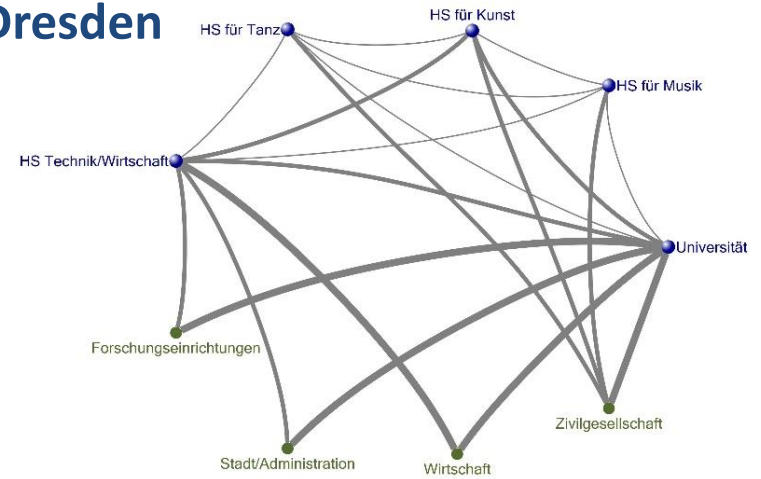 Dresden
HS für Kunst
HS für Tanz
HS für Musik
HS Technik/Wirtschaft
Universität
Forschungseinrichtungen
Zivilgesellschaft
Stadt/Administration
Wirtschaft